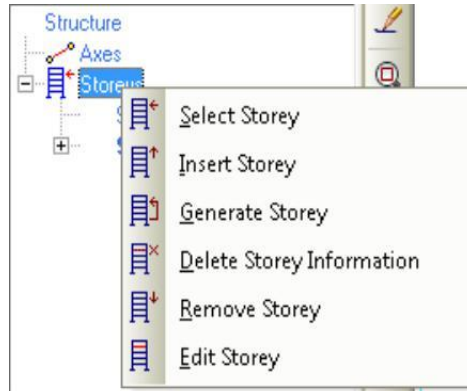 Structure
Axes
Storeys
Select Storey
Insert Storey
Generate Storey
Delete Storey Information
Remove Storey
Edit Storey